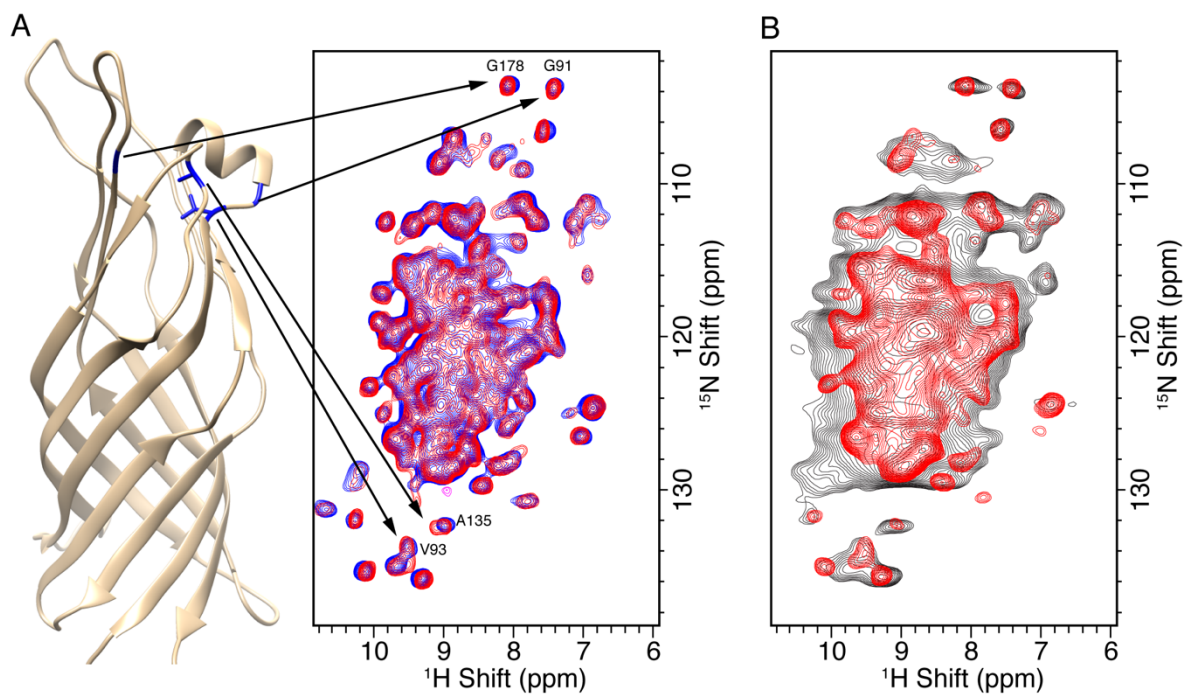 A
B
G178
G91
A135
V93
110
120
130
¹⁵N Shift (ppm)
10
9
8
7
6
¹H Shift (ppm)
110
120
130
¹⁵N Shift (ppm)
10
9
8
7
6
¹H Shift (ppm)